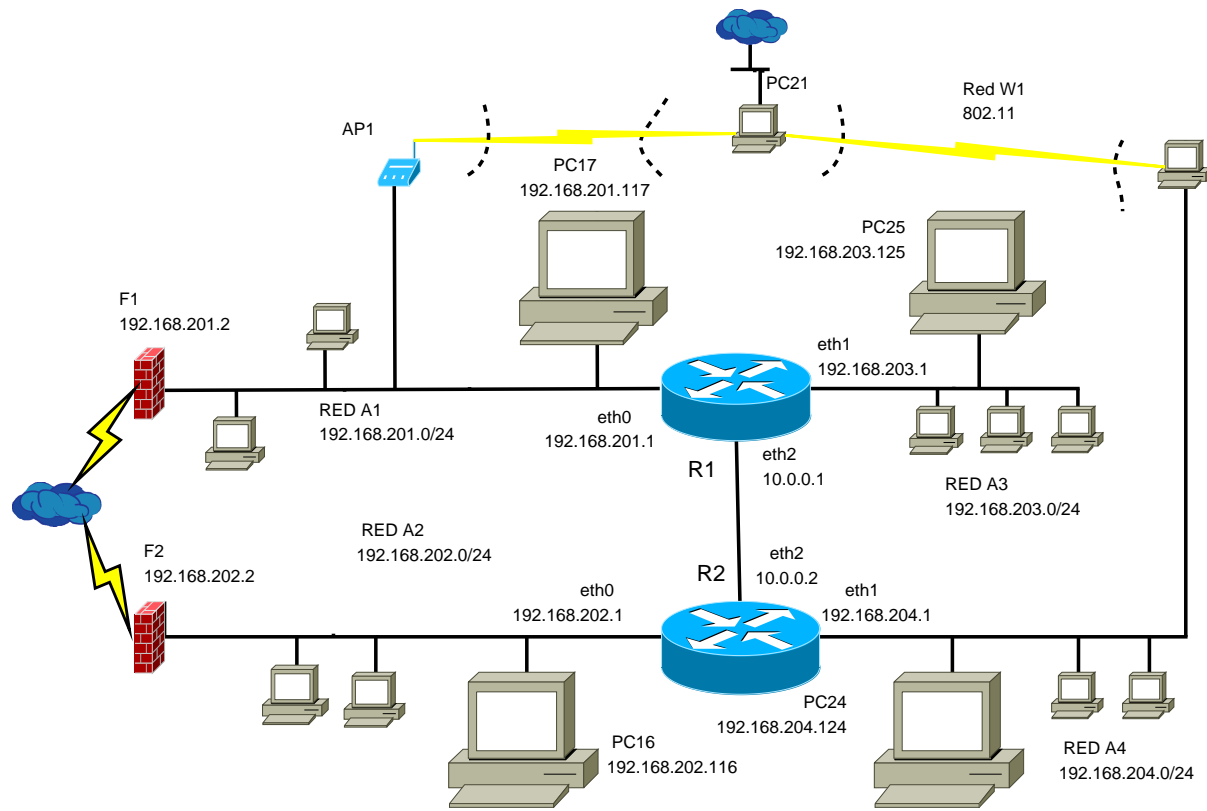 PC21
Red W1
802.11
AP1
PC17
192.168.201.117
PC25
192.168.203.125
F1
192.168.201.2
eth1
192.168.203.1
RED A1
192.168.201.0/24
eth0
192.168.201.1
R1
eth2
10.0.0.1
RED A3
192.168.203.0/24
RED A2
192.168.202.0/24
F2
192.168.202.2
R2
eth2
10.0.0.2
eth0
192.168.202.1
eth1
192.168.204.1
PC24
192.168.204.124
PC16
192.168.202.116
RED A4
192.168.204.0/24